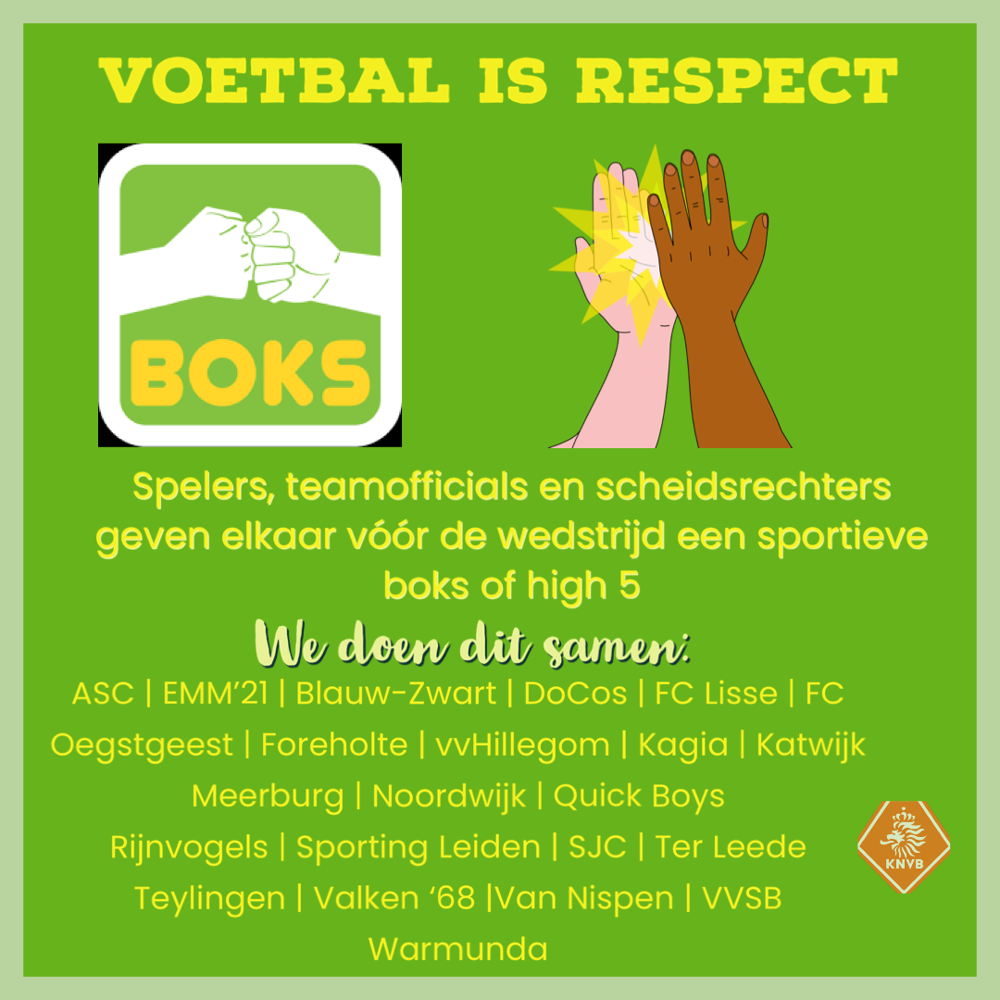 VOETBAL IS RESPECT
BOKS
Spelers, teamofficials en scheidsrechters
geven elkaar vóór de wedstrijd een sportieve
boks of high 5
We doen dit samen:
ASC | EMM’21 | Blauw-Zwart | DoCos | FC Lisse | FC
Oegstgeest | Foreholte | vvHillegom | Kagia | Katwijk
Meerburg | Noordwijk | Quick Boys
Rijnvogels | Sporting Leiden | SJC | Ter Leede
Teylingen | Valken ‘68 |Van Nispen | VVSB
Warmunda
KNVB